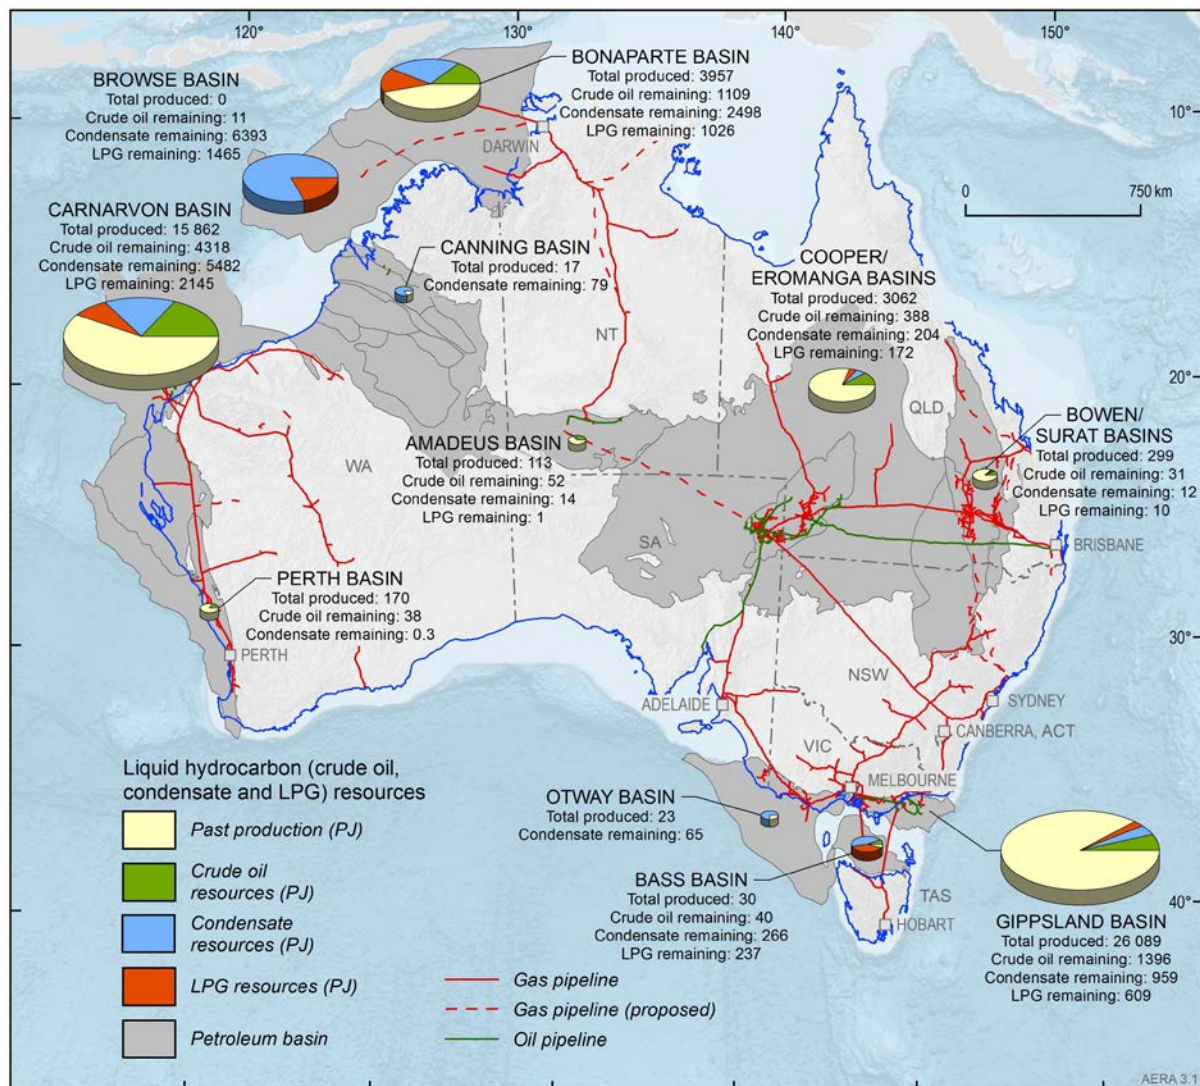 120°
130°
140°
150°
10°
20°
30°
40°
BROWSE BASIN
Total produced: 0
Crude oil remaining: 11
Condensate remaining: 6393
LPG remaining: 1465
BONAPARTE BASIN
Total produced: 3957
Crude oil remaining: 1109
Condensate remaining: 2498
LPG remaining: 1026
DARWIN
0
750 km
CARNARVON BASIN
Total produced: 15 862
Crude oil remaining: 4318
Condensate remaining: 5482
LPG remaining: 2145
CANNING BASIN
Total produced: 17
Condensate remaining: 79
COOPER/
EROMANGA BASINS
Total produced: 3062
Crude oil remaining: 388
Condensate remaining: 204
LPG remaining: 172
NT
QLD
BOWEN/
SURAT BASINS
Total produced: 299
Crude oil remaining: 31
Condensate remaining: 12
LPG remaining: 10
AMADEUS BASIN
Total produced: 113
Crude oil remaining: 52
Condensate remaining: 14
LPG remaining: 1
WA
SA
BRISBANE
PERTH BASIN
Total produced: 170
Crude oil remaining: 38
Condensate remaining: 0.3
PERTH
NSW
ADELAIDE
SYDNEY
CANBERRA, ACT
VIC
MELBOURNE
OTWAY BASIN
Total produced: 23
Condensate remaining: 65
BASS BASIN
Total produced: 30
Crude oil remaining: 40
Condensate remaining: 266
LPG remaining: 237
TAS
HOBART
GIPPSLAND BASIN
Total produced: 26 089
Crude oil remaining: 1396
Condensate remaining: 959
LPG remaining: 609
Liquid hydrocarbon (crude oil,
condensate and LPG) resources
Past production (PJ)
Crude oil
resources (PJ)
Condensate
resources (PJ)
LPG resources (PJ)
Petroleum basin
Gas pipeline
Gas pipeline (proposed)
Oil pipeline
AERA 3.1